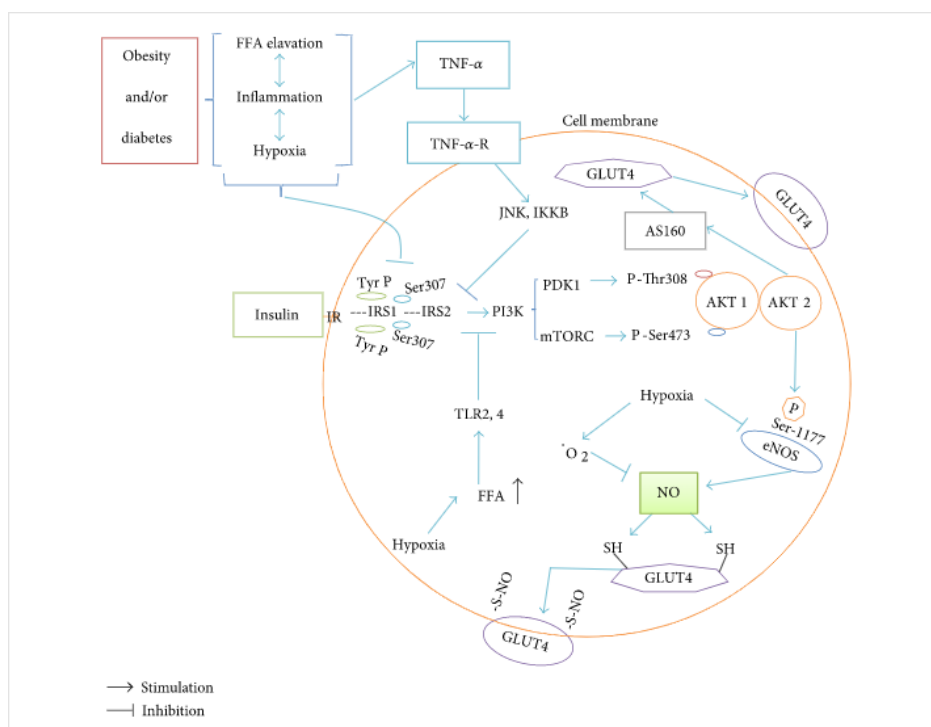 Obesity
and/or
diabetes
FFA elavation
Inflammation
Hypoxia
TNF-α
TNF-α-R
Cell membrane
GLUT4
GLUT4
JNK, IKKB
AS160
Tyr P
Ser307
PDK1
P-Thr308
AKT 1
AKT 2
Insulin
IR
---IRS1
---IRS2
PI3K
mTORC
P-Ser473
Tyr P
Ser307
TLR2, 4
Hypoxia
P
Ser-1177
eNOS
˙O 2
FFA
NO
Hypoxia
SH
SH
GLUT4
-S-NO
-S-NO
GLUT4
Stimulation
Inhibition